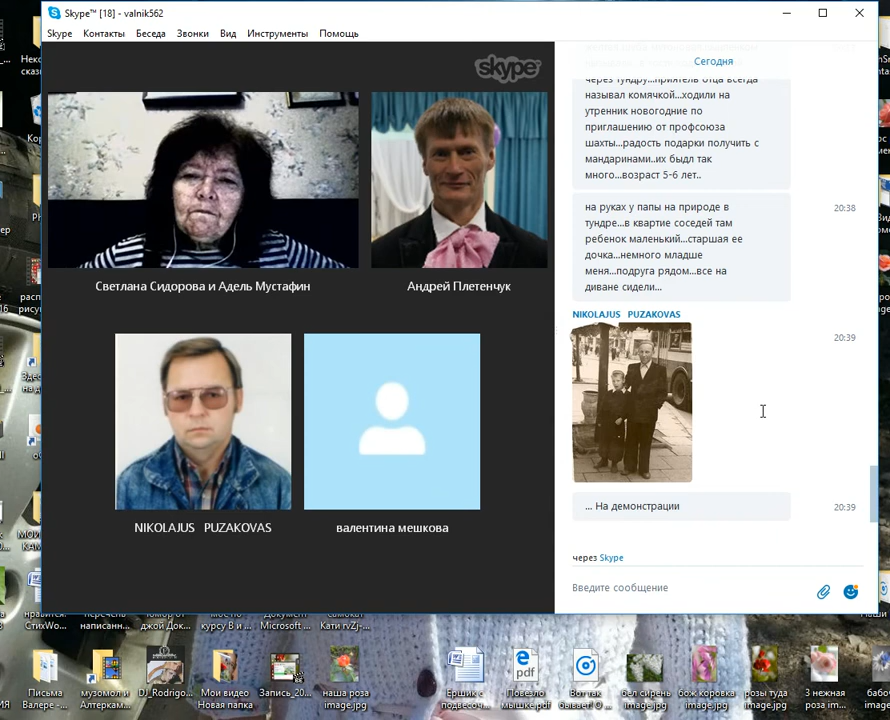 Skype™ [18] - valnik562
Skype Контакты Беседа Звонки Вид Инструменты Помощь
skype
Сегодня
через тундру...приятель отца всегда
называл комячкой...ходили на
утренник новогодние по
приглашению от профсоюза
шахты...радость подарки получить с
мандаринами..их быдл так
много...возраст 5-6 лет..
на руках у папы на природе в
тундре...в квартие соседей там
ребенок маленький...старшая ее
дочка...немного младше
меня...подруга рядом...все на
диване сидели...
20:38
Светлана Сидорова и Адель Мустафин
Андрей Плетенчук
NIKOLAJUS PUZAKOVAS
20:39
NIKOLAJUS PUZAKOVAS
валентина мешкова
... На демонстрации
20:39
через Skype
Введите сообщение
Письма
Валере -...
музомол и
Алтеркам...
DJ_Rodrigo...
Мои видео
Новая папка
Запись_20...
наша роза
image.jpg
Ершик с
подвесоч...
Повезло
мышке.pdf
Вот так
бывает!О...
бел сирень
image.jpg
бож коровка
image.jpg
розы туда
image.jpg
3 нежная
роза im...